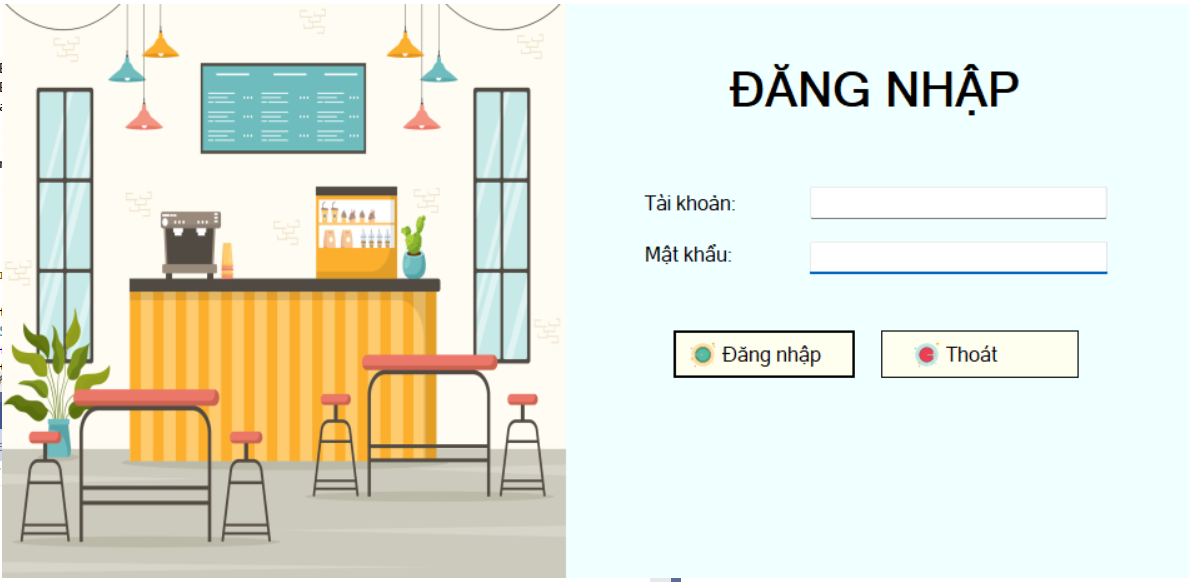 ĐĂNG NHẬP
Tài khoản:
Mật khẩu:
Đăng nhập
Thoát